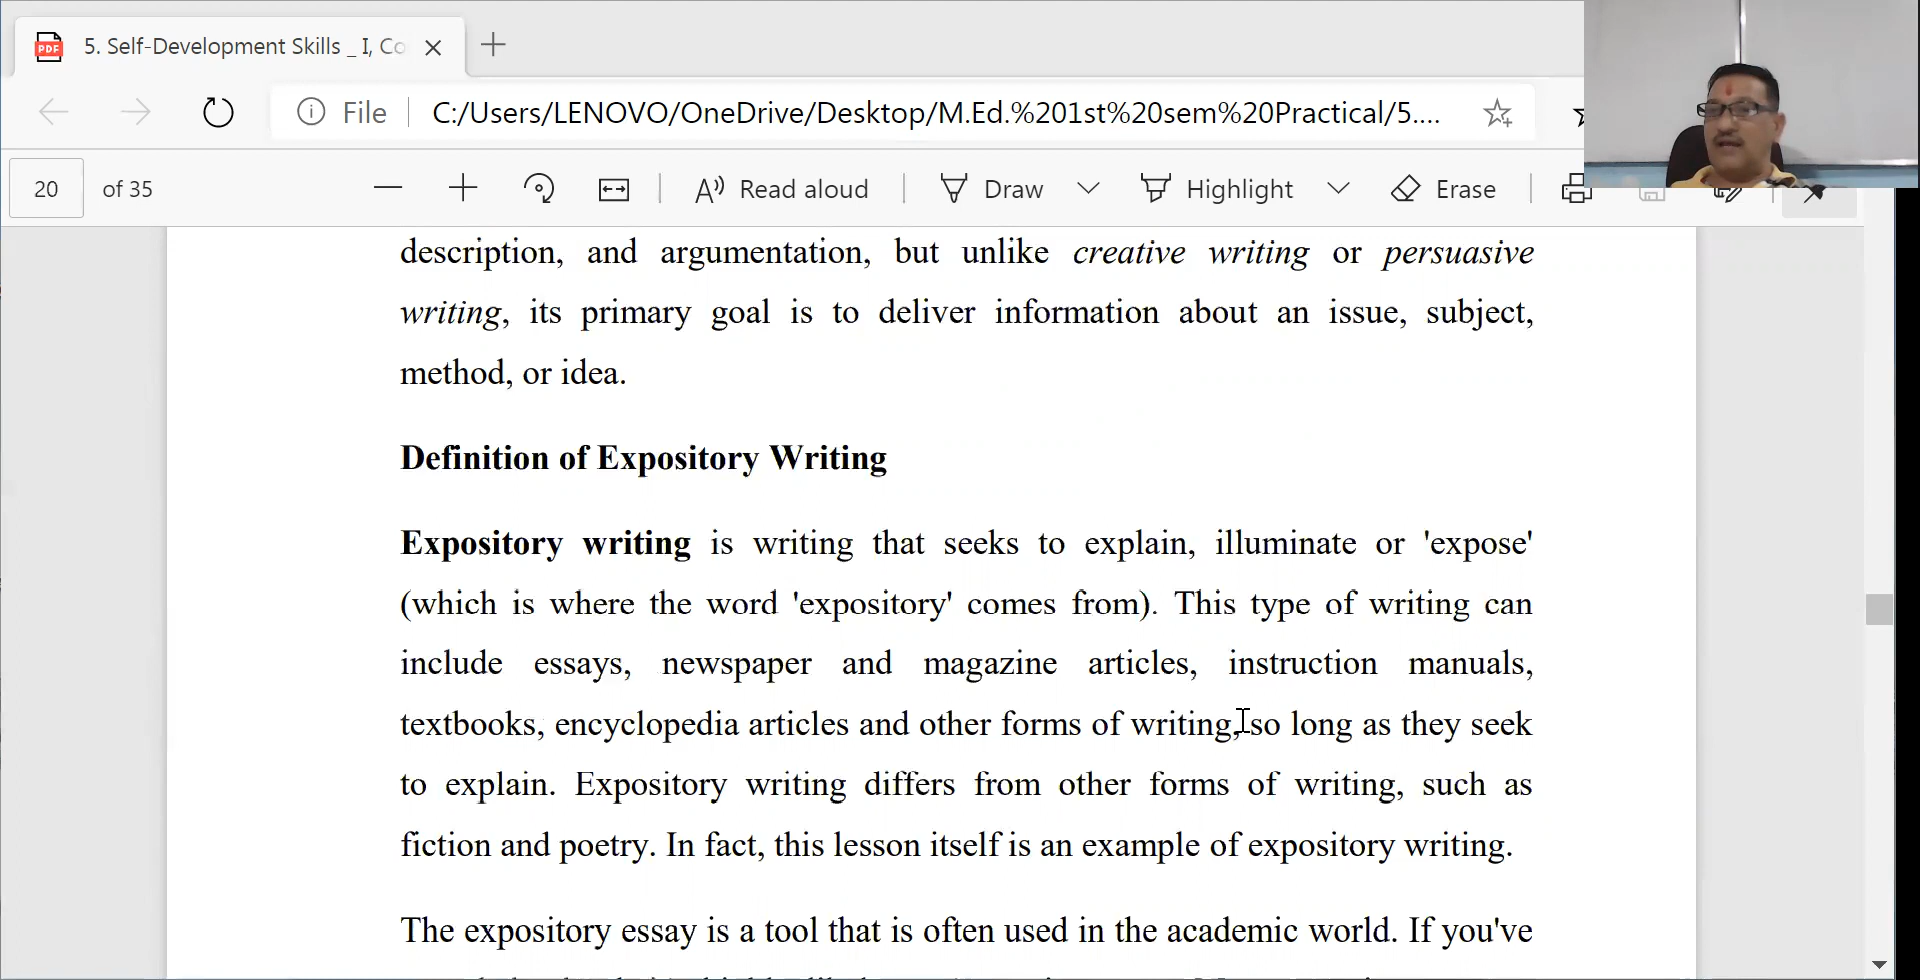 5. Self-Development Skills _ I, Co
File C:/Users/LENOVO/OneDrive/Desktop/M.Ed.%201st%20sem%20Practical/5....
20 of 35 Read aloud Draw Highlight Erase
description, and argumentation, but unlike creative writing or persuasive
writing, its primary goal is to deliver information about an issue, subject,
method, or idea.
Definition of Expository Writing
Expository writing is writing that seeks to explain, illuminate or 'expose'
(which is where the word 'expository' comes from). This type of writing can
include essays, newspaper and magazine articles, instruction manuals,
textbooks, encyclopedia articles and other forms of writing, so long as they seek
to explain. Expository writing differs from other forms of writing, such as
fiction and poetry. In fact, this lesson itself is an example of expository writing.
The expository essay is a tool that is often used in the academic world. If you've